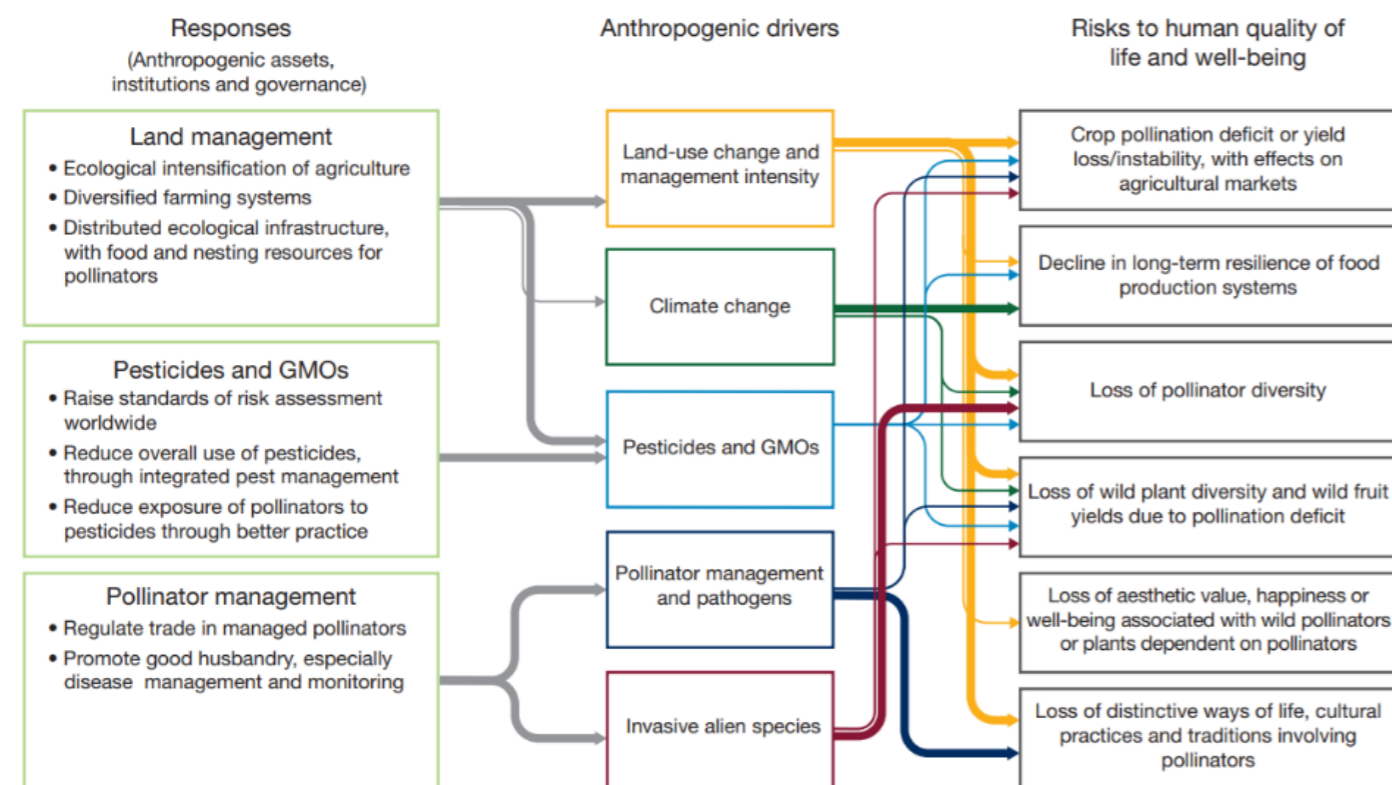 Responses
(Anthropogenic assets,
institutions and governance)
Anthropogenic drivers
Risks to human quality of
life and well-being
Land management
• Ecological intensification of agriculture
• Diversified farming systems
• Distributed ecological infrastructure,
with food and nesting resources for
pollinators
Pesticides and GMOs
• Raise standards of risk assessment
worldwide
• Reduce overall use of pesticides,
through integrated pest management
• Reduce exposure of pollinators to
pesticides through better practice
Pollinator management
• Regulate trade in managed pollinators
• Promote good husbandry, especially
disease management and monitoring
Land-use change and
management intensity
Climate change
Pesticides and GMOs
Pollinator management
and pathogens
Invasive alien species
Crop pollination deficit or yield
loss/instability, with effects on
agricultural markets
Decline in long-term resilience of food
production systems
Loss of pollinator diversity
Loss of wild plant diversity and wild fruit
yields due to pollination deficit
Loss of aesthetic value, happiness or
well-being associated with wild pollinators
or plants dependent on pollinators
Loss of distinctive ways of life, cultural
practices and traditions involving
pollinators